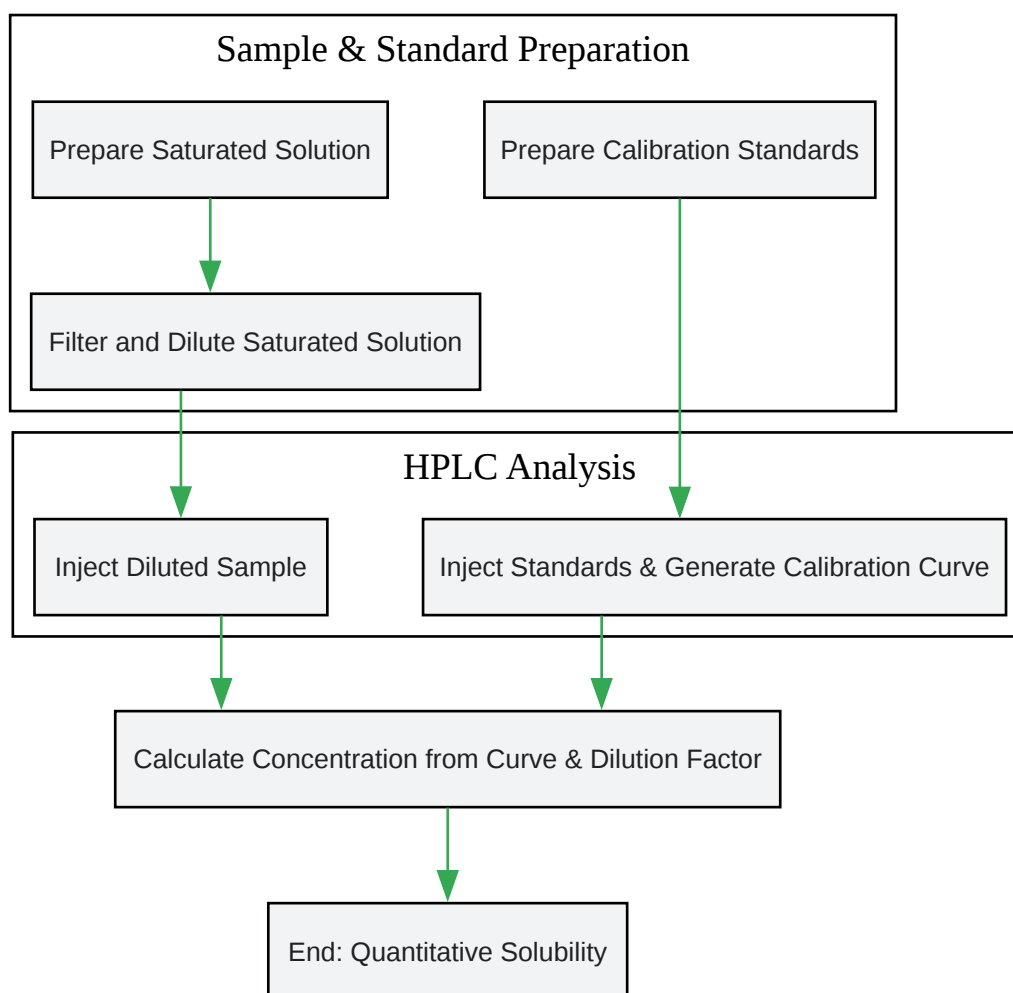 Sample & Standard Preparation
Prepare Saturated Solution
Prepare Calibration Standards
Filter and Dilute Saturated Solution
HPLC Analysis
Inject Diluted Sample
Inject Standards & Generate Calibration Curve
Calculate Concentration from Curve & Dilution Factor
End: Quantitative Solubility